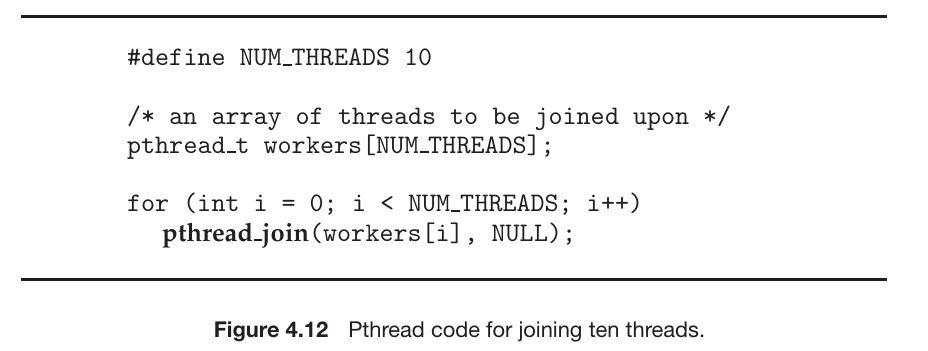 #define NUM_THREADS 10
/* an array of threads to be joined upon */
pthread_t workers[NUM_THREADS];
for (int i = 0; i < NUM_THREADS; i++)
pthread_join(workers[i], NULL);
Figure 4.12 Pthread code for joining ten threads.